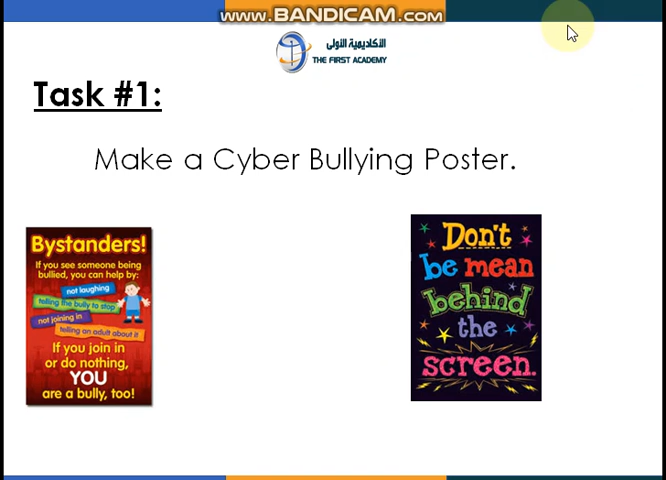 www.BANDICAM.com
الأكاديمية الأولى
THE FIRST ACADEMY
Task #1:
Make a Cyber Bullying Poster.
Bystanders!
If you see someone being
bullied, you can help by:
not laughing
telling the bully to stop
not joining in
telling an adult about it
If you join in
or do nothing,
YOU
are a bully, too!
Don't
be mean
behind
the
screen.